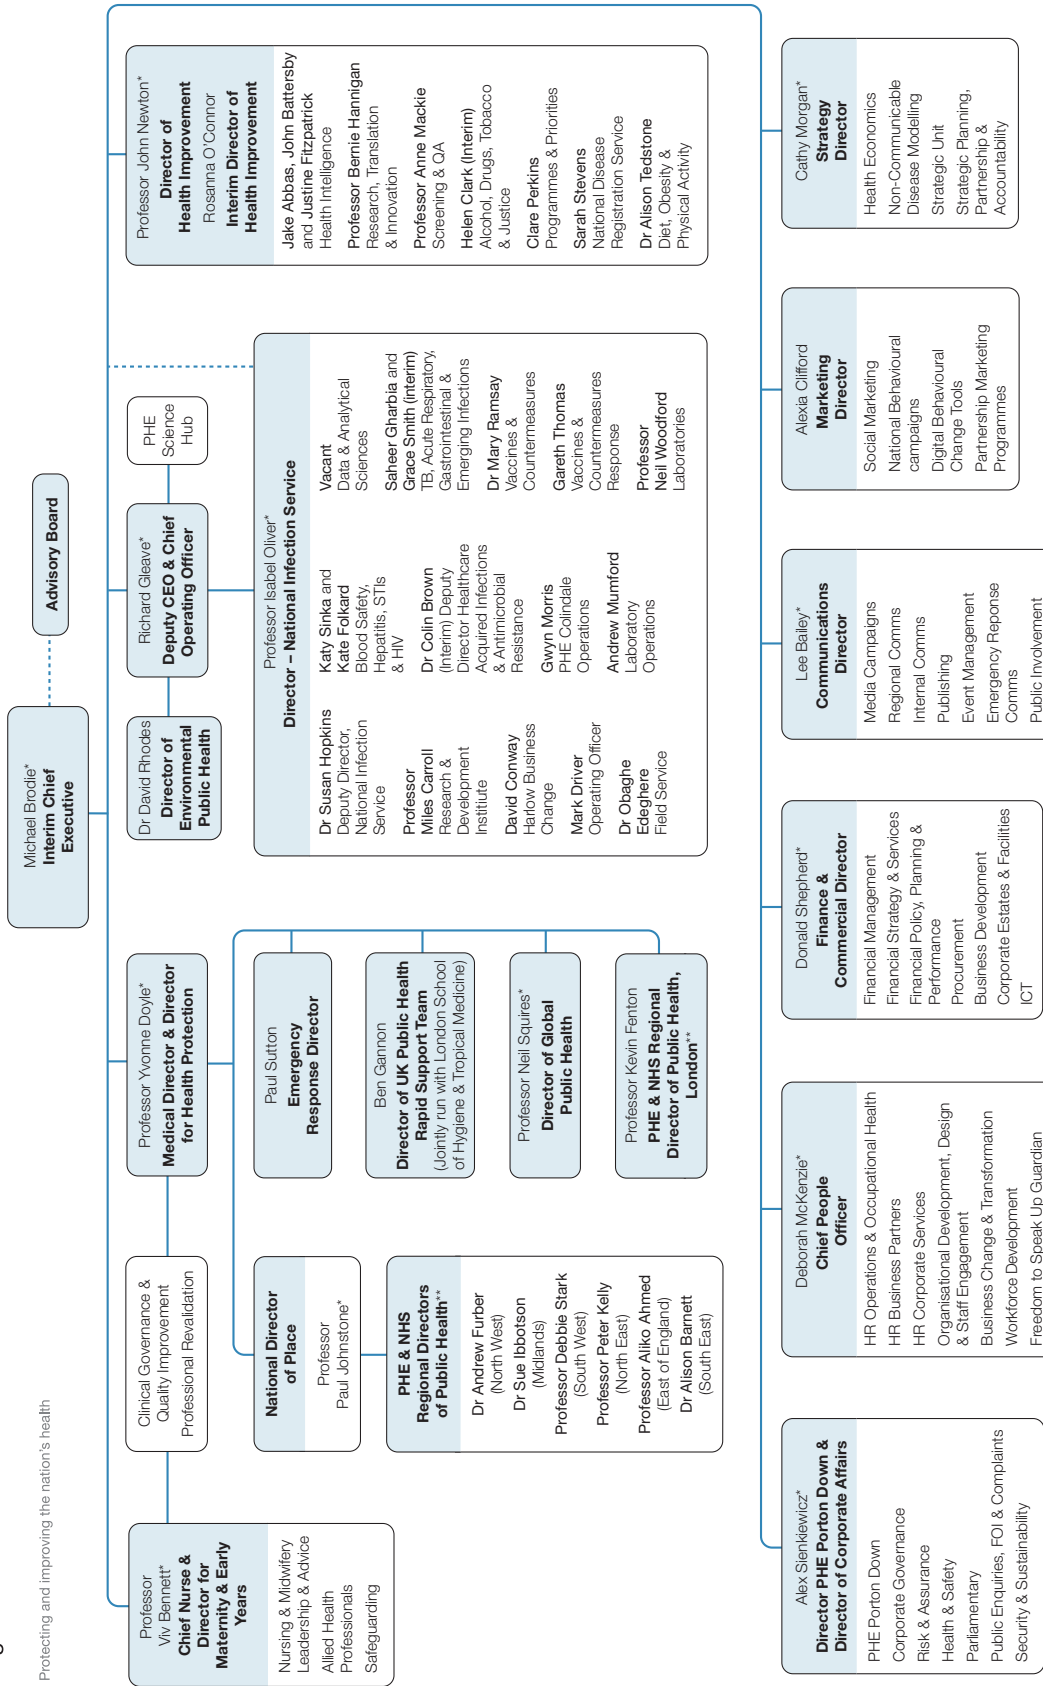 Protecting and improving the nation's health
Michael Brodie*
Interim Chief
Executive
Advisory Board
Professor
Viv Bennett*
Chief Nurse &
Director for
Maternity & Early
Years
Nursing & Midwifery
Leadership & Advice
Allied Health
Professionals
Safeguarding
Clinical Governance &
Quality Improvement
Professional Revalidation
Professor Yvonne Doyle*
Medical Director & Director
for Health Protection
Dr David Rhodes
Director of
Environmental
Public Health
Richard Gleave*
Deputy CEO & Chief
Operating Officer
PHE
Science
Hub
Professor John Newton*
Director of
Health Improvement
Rosanna O'Connor
Interim Director of
Health Improvement
Jake Abbas, John Battersby
and Justine Fitzpatrick
Health Intelligence
Professor Bernie Hannigan
Research, Translation
& Innovation
Professor Anne Mackie
Screening & QA
Helen Clark (Interim)
Alcohol, Drugs, Tobacco
& Justice
Clare Perkins
Programmes & Priorities
Sarah Stevens
National Disease
Registration Service
Dr Alison Tedstone
Diet, Obesity &
Physical Activity
National Director
of Place
Professor
Paul Johnstone*
PHE & NHS
Regional Directors
of Public Health**
Dr Andrew Furber
(North West)
Dr Sue Ibbotson
(Midlands)
Professor Debbie Stark
(South West)
Professor Peter Kelly
(North East)
Professor Aliko Ahmed
(East of England)
Dr Alison Barnett
(South East)
Paul Sutton
Emergency
Response Director
Ben Gannon
Director of UK Public Health
Rapid Support Team
(Jointly run with London School
of Hygiene & Tropical Medicine)
Professor Neil Squires*
Director of Global
Public Health
Professor Kevin Fenton
PHE & NHS Regional
Director of Public Health,
London**
Professor Isabel Oliver*
Director – National Infection Service
Dr Susan Hopkins
Deputy Director,
National Infection
Service
Professor
Miles Carroll
Research &
Development
Institiute
David Conway
Harlow Business
Change
Mark Driver
Operating Officer
Dr Obaghe
Edeghere
Field Service
Katy Sinka and
Kate Folkard
Blood Safety,
Hepatitis, STIs
& HIV
Dr Colin Brown
(Interim) Deputy
Director Healthcare
Acquired Infections
& Antimicrobial
Resistance
Gwyn Morris
PHE Colindale
Operations
Andrew Mumford
Laboratory
Operations
Vacant
Data & Analytical
Sciences
Saheer Gharbia and
Grace Smith (interim)
TB, Acute Respiratory,
Gastrointestinal &
Emerging Infections
Dr Mary Ramsay
Vaccines &
Countermeasures
Gareth Thomas
Vaccines &
Countermeasures
Response
Professor
Neil Woodford
Laboratories
Alex Sienkiewicz*
Director PHE Porton Down &
Director of Corporate Affairs
PHE Porton Down
Corporate Governance
Risk & Assurance
Health & Safety
Parliamentary
Public Enquiries, FOI & Complaints
Security & Sustainability
Deborah McKenzie*
Chief People
Officer
HR Operations & Occupational Health
HR Business Partners
HR Corporate Services
Organisational Development, Design
& Staff Engagement
Business Change & Transformation
Workforce Development
Freedom to Speak Up Guardian
Donald Shepherd*
Finance &
Commercial Director
Financial Management
Financial Strategy & Services
Financial Policy, Planning &
Performance
Procurement
Business Development
Corporate Estates & Facilities
ICT
Lee Bailey*
Communications
Director
Media Campaigns
Regional Comms
Internal Comms
Publishing
Event Management
Emergency Reponse
Comms
Public Involvement
Alexia Clifford
Marketing
Director
Social Marketing
National Behavioural
campaigns
Digital Behavioural
Change Tools
Partnership Marketing
Programmes
Cathy Morgan*
Strategy
Director
Health Economics
Non-Communicable
Disease Modelling
Strategic Unit
Strategic Planning,
Partnership &
Accountability